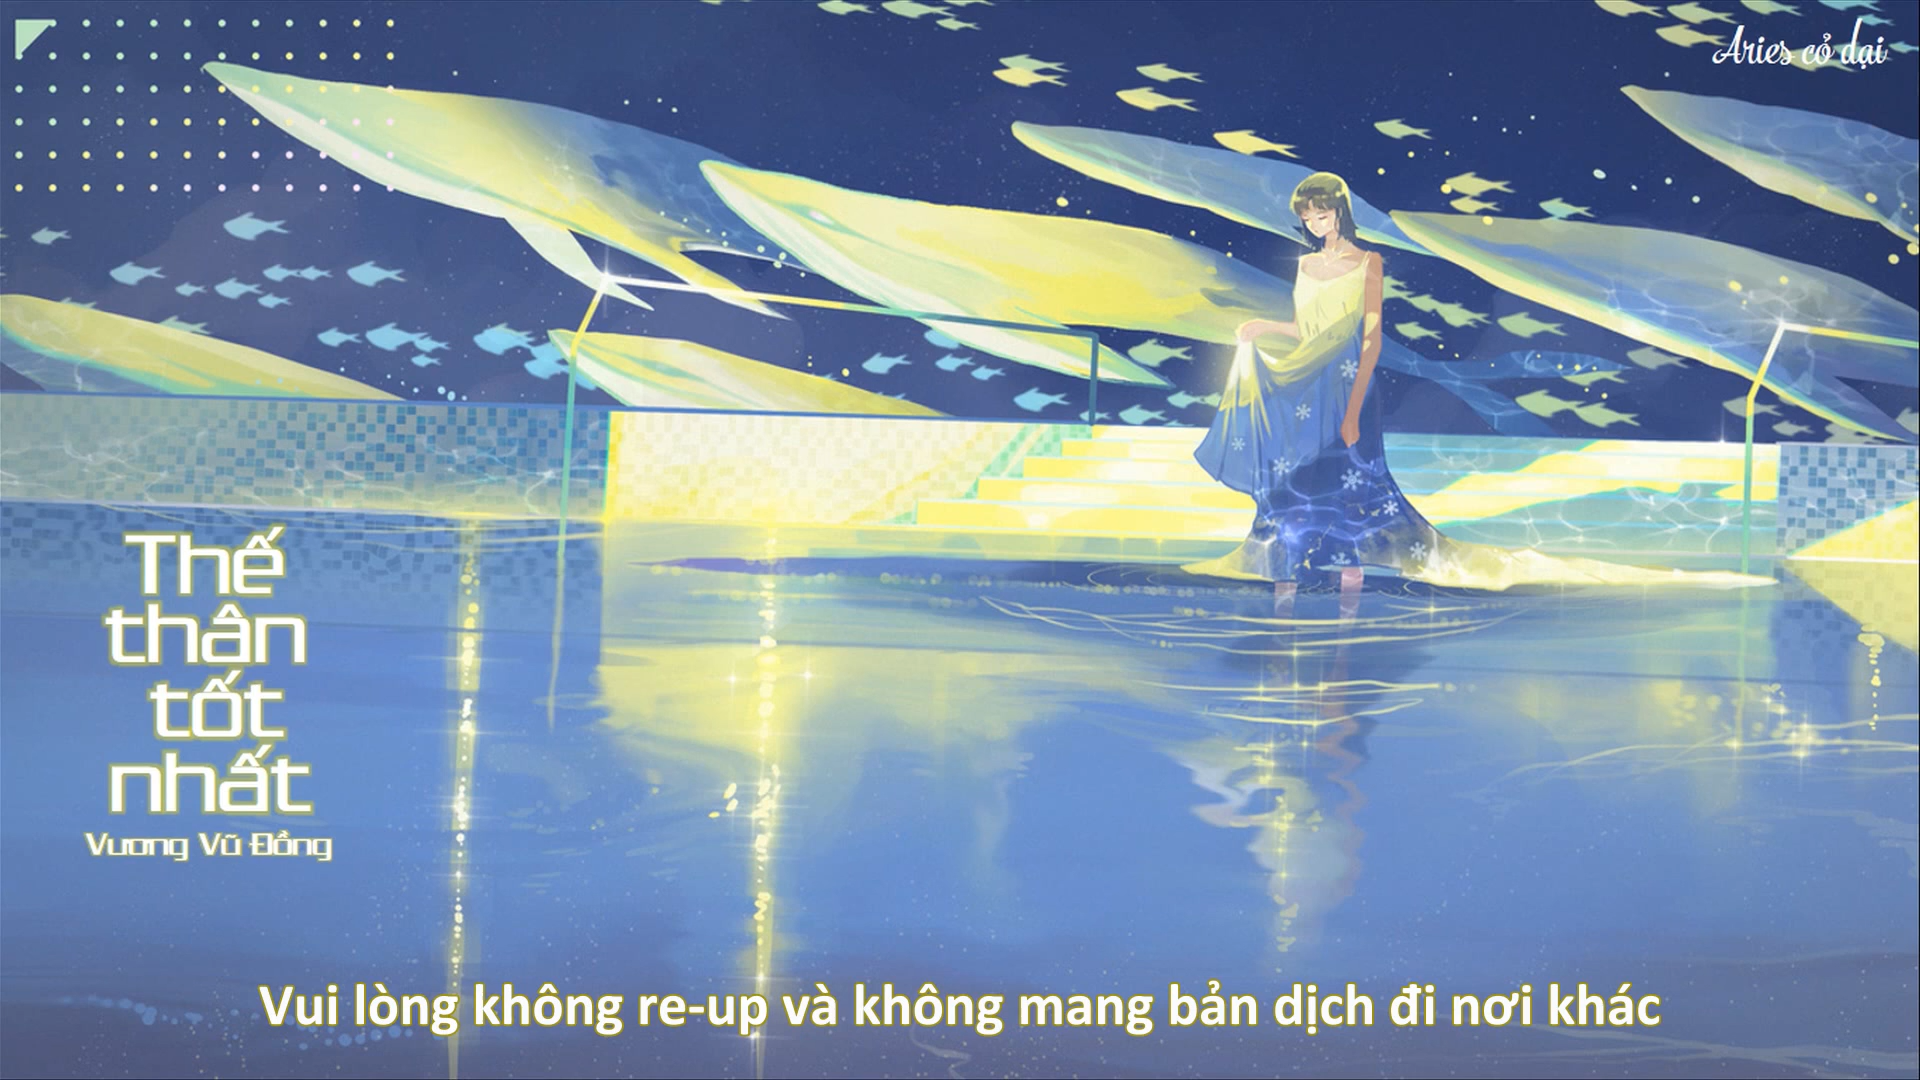 Aries cỏ dại
Thế
thân
tốt
nhất
Vương Vũ Đồng
Vui lòng không re-up và không mang bản dịch đi nơi khác